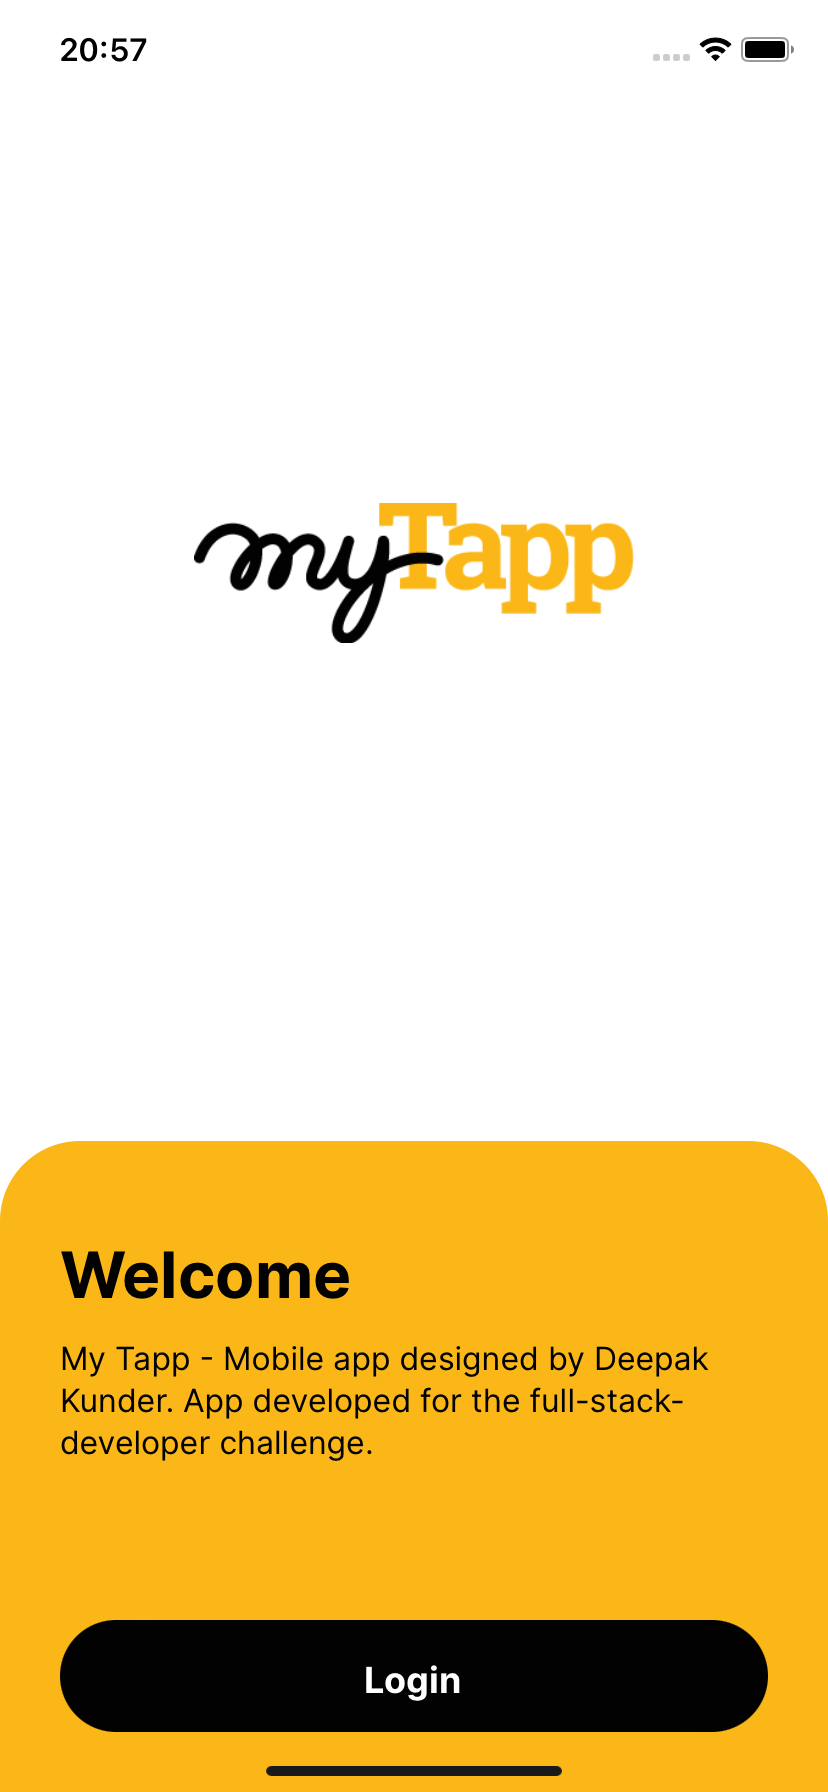 20:57
myTapp
Welcome
My Tapp - Mobile app designed by Deepak
Kunder. App developed for the full-stack-
developer challenge.
Login